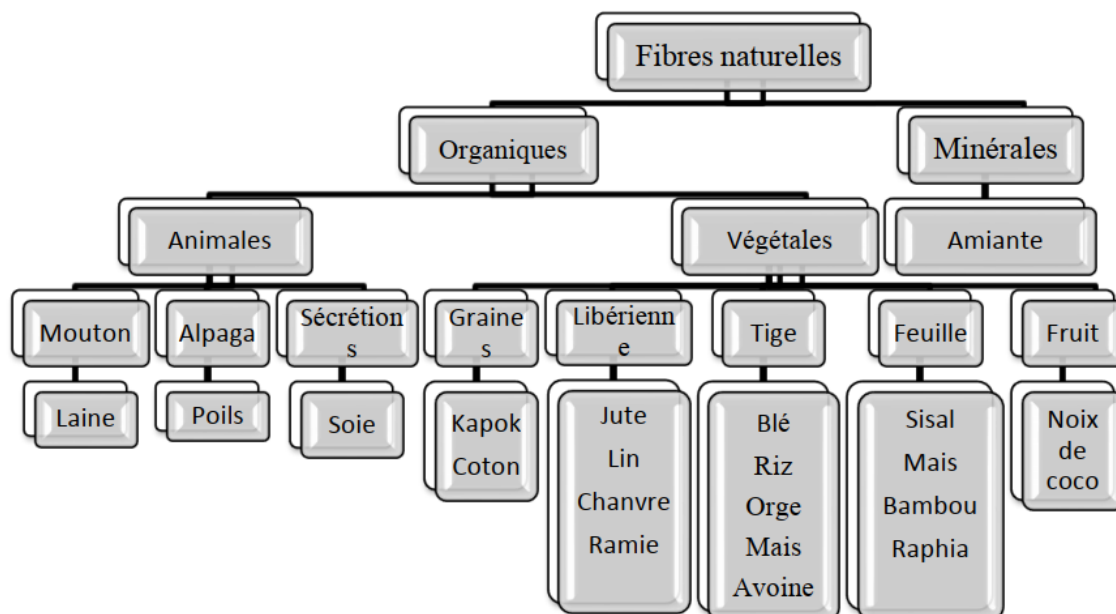 Fibres naturelles
Organiques
Minérales
Animales
Végétales
Amiante
Mouton
Alpaga
Sécrétion
s
Graine
s
Libérienn
e
Tige
Feuille
Fruit
Laine
Poils
Soie
Kapok
Coton
Jute
Lin
Chanvre
Ramie
Blé
Riz
Orge
Mais
Avoine
Sisal
Mais
Bambou
Raphia
Noix
de
coco